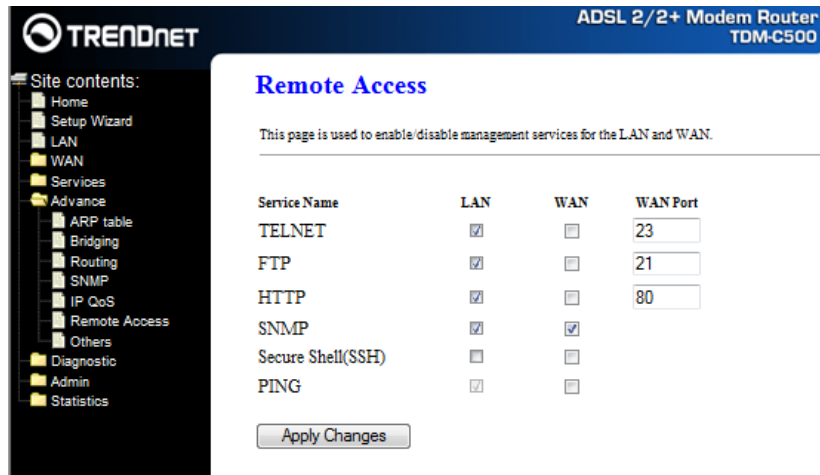 TRENDNET
ADSL 2/2+ Modem Router
TDM-C500
Site contents:
Home
Setup Wizard
LAN
WAN
Services
Advance
ARP table
Bridging
Routing
SNMP
IP QoS
Remote Access
Others
Diagnostic
Admin
Statistics
Remote Access
This page is used to enable/disable management services for the LAN and WAN.
Service Name LAN WAN WAN Port
TELNET 23
FTP 21
HTTP 80
SNMP
Secure Shell(SSH)
PING
Apply Changes